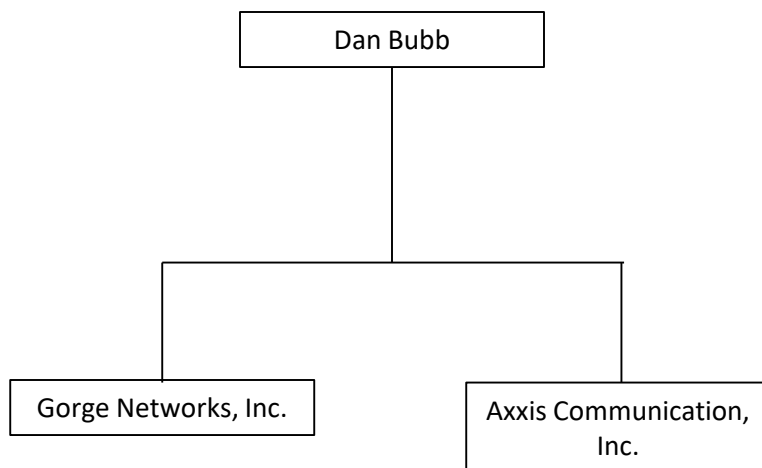 Dan Bubb
Gorge Networks, Inc.
Axxis Communication,
Inc.